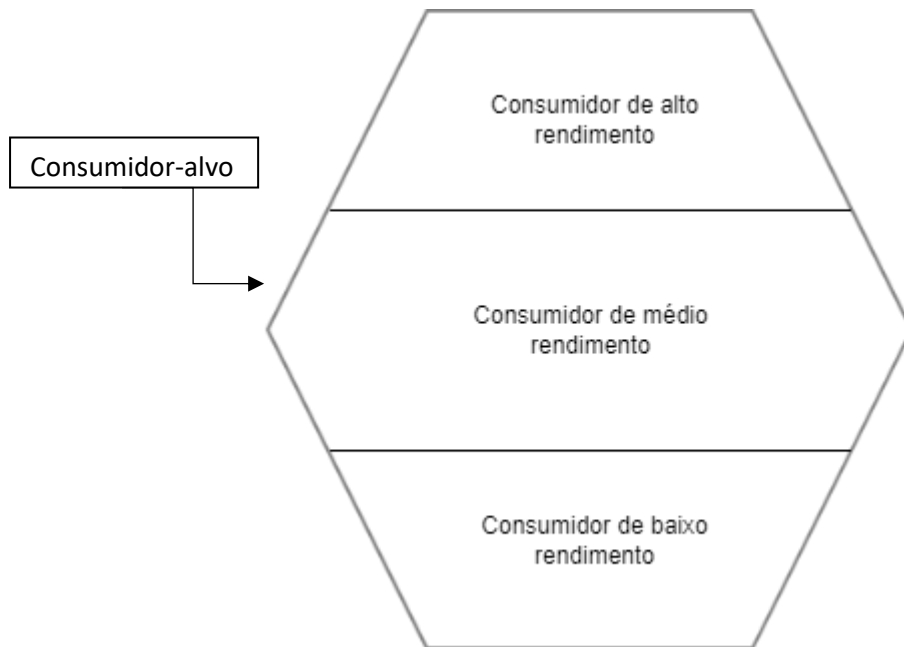 Consumidor de alto
rendimento
Consumidor-alvo
Consumidor de médio
rendimento
Consumidor de baixo
rendimento